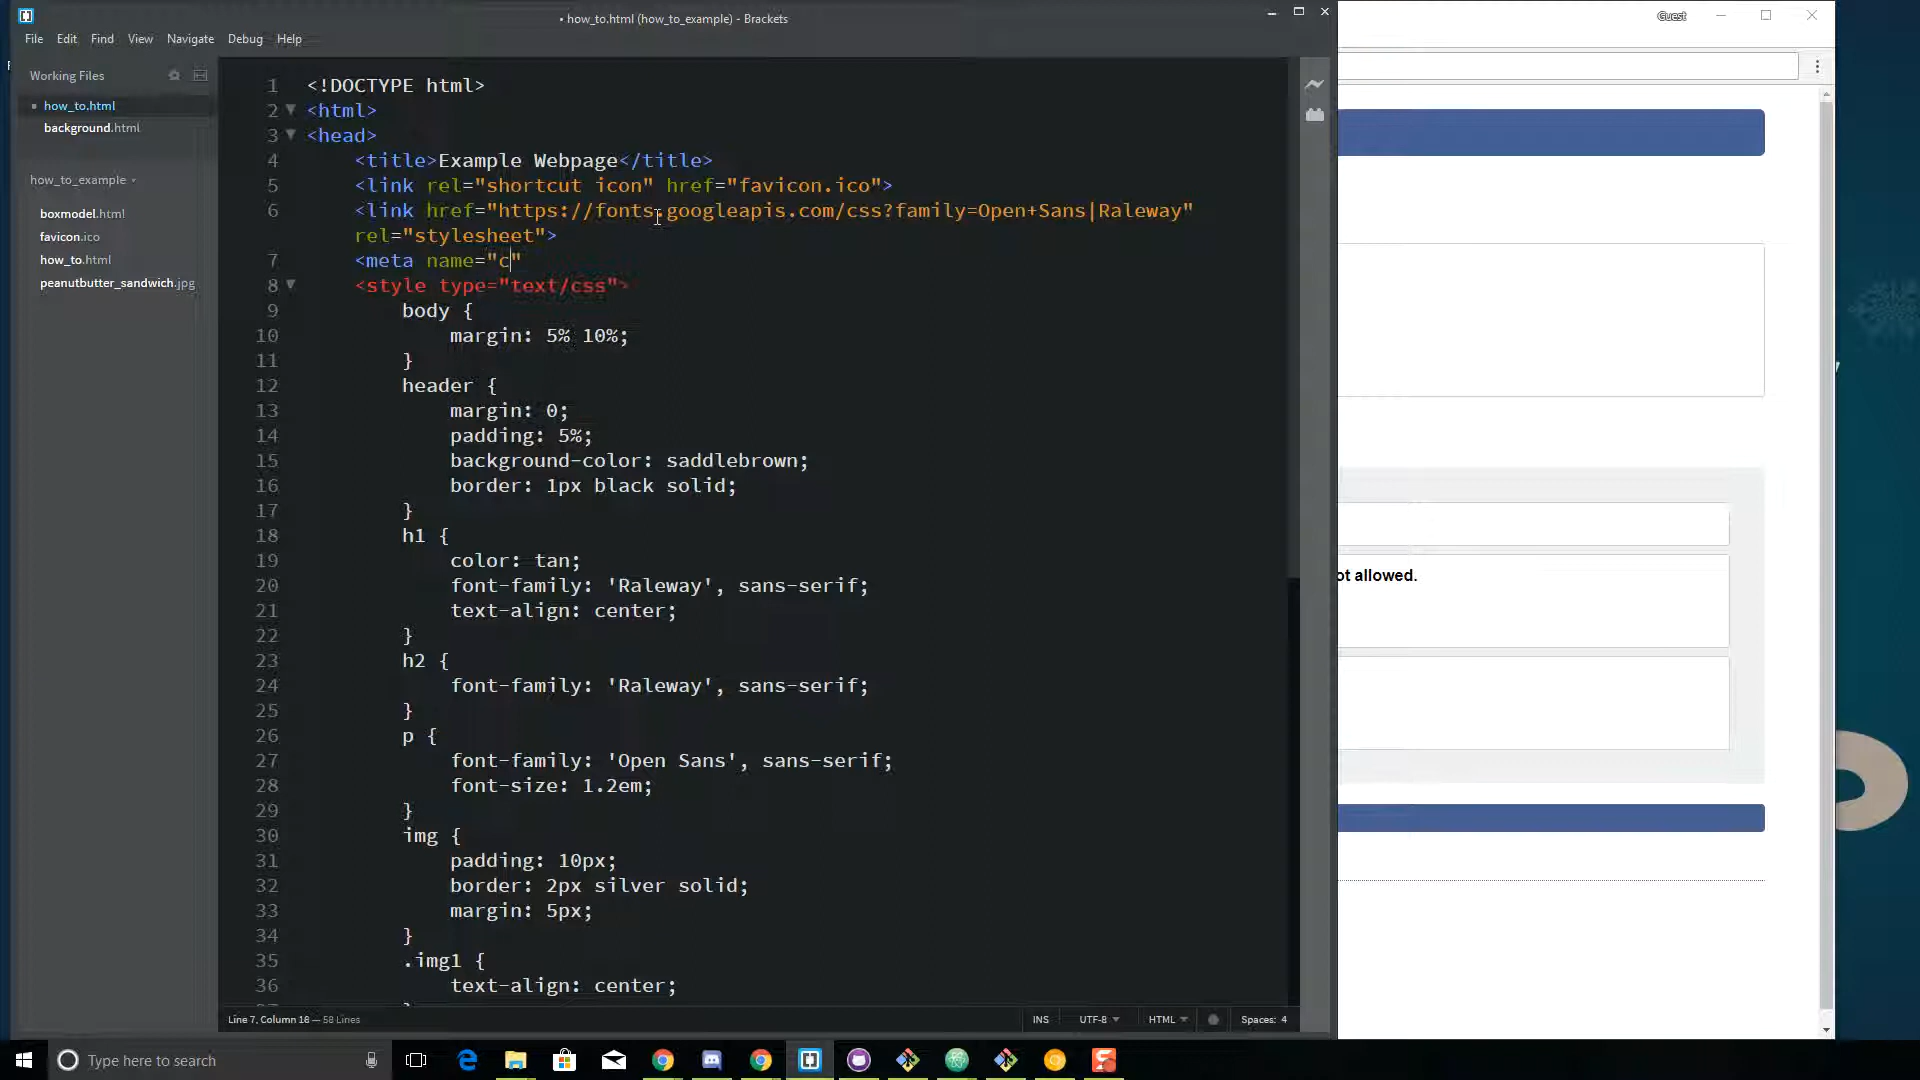 • how_to.html (how_to_example) - Brackets
Guest
File Edit Find View Navigate Debug Help
Working Files
• how_to.html
background.html
how_to_example
boxmodel.html
favicon.ico
how_to.html
peanutbutter_sandwich.jpg
1 <!DOCTYPE html>
2 <html>
3 <head>
4 <title>Example Webpage</title>
5 <link rel="shortcut icon" href="favicon.ico">
6 <link href="https://fonts.googleapis.com/css?family=Open+Sans|Raleway"
rel="stylesheet">
7 <meta name="c"
8 <style type="text/css">
9 body {
10 margin: 5% 10%;
11 }
12 header {
13 margin: 0;
14 padding: 5%;
15 background-color: saddlebrown;
16 border: 1px black solid;
17 }
18 h1 {
19 color: tan;
20 font-family: 'Raleway', sans-serif;
21 text-align: center;
22 }
23 h2 {
24 font-family: 'Raleway', sans-serif;
25 }
26 p {
27 font-family: 'Open Sans', sans-serif;
28 font-size: 1.2em;
29 }
30 img {
31 padding: 10px;
32 border: 2px silver solid;
33 margin: 5px;
34 }
35 .img1 {
36 text-align: center;
ot allowed.
Line 7, Column 18 — 58 Lines
INS UTF-8 HTML Spaces: 4
Type here to search